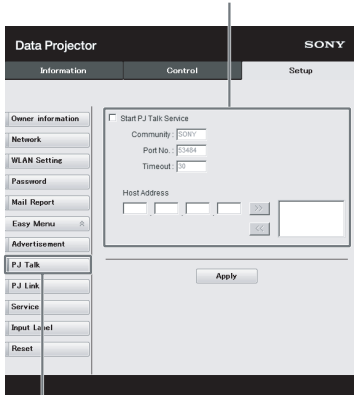 Data Projector
SONY
Information Control Setup
Owner information
Network
WLAN Setting
Password
Mail Report
Easy Menu
Advertisement
PJ Talk
PJ Link
Service
Input Label
Reset
Start PJ Talk Service
Community: SONY
Port No.: 53484
Timeout: 30
Host Address
. . .
>>
<<
Apply